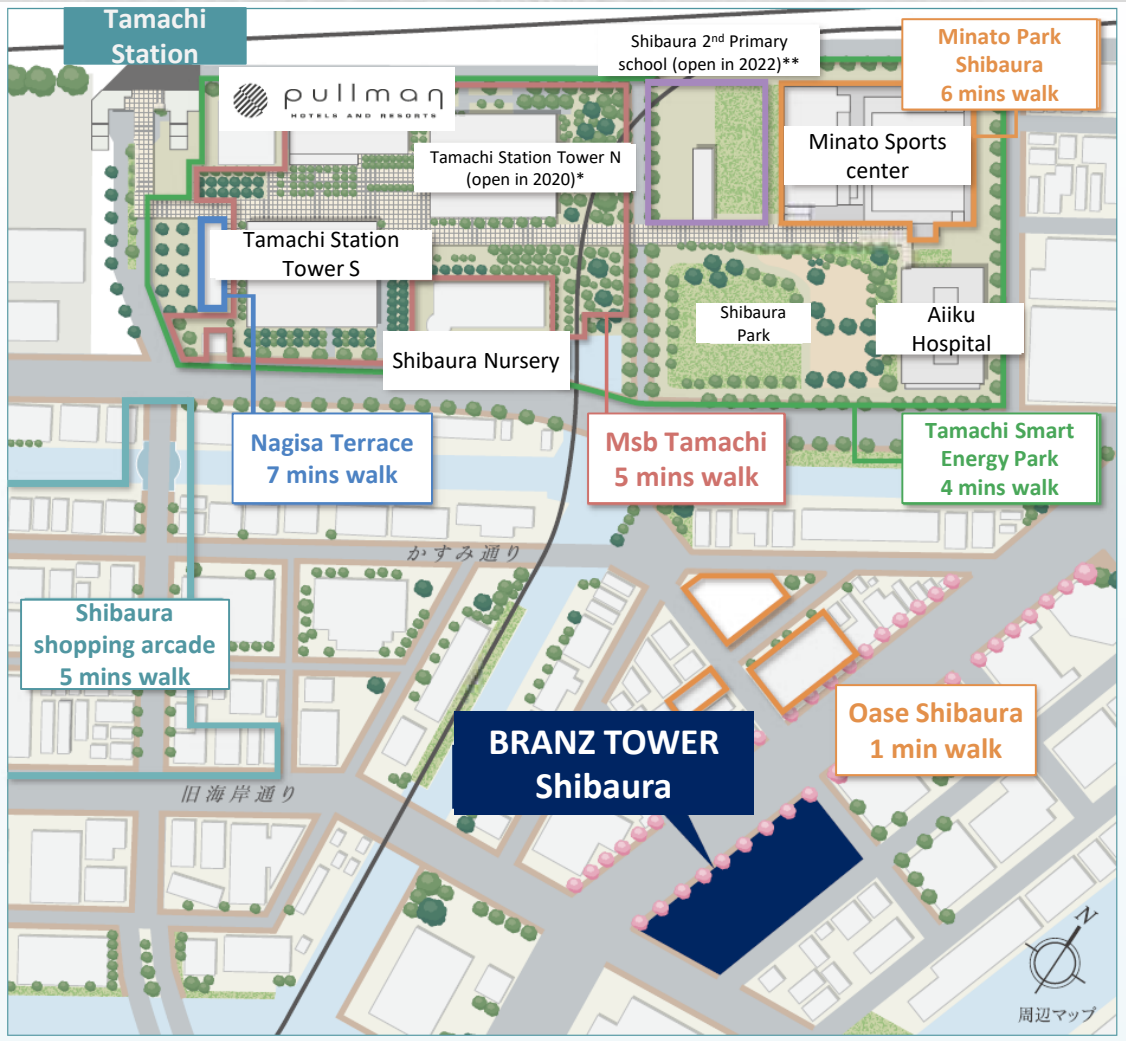 Tamachi
Station
pullman
HOTELS AND RESORTS
Shibaura 2nd Primary
school (open in 2022)**
Minato Park
Shibaura
6 mins walk
Tamachi Station Tower N
(open in 2020)*
Minato Sports
center
Tamachi Station
Tower S
Shibaura
Park
Aiiku
Hospital
Shibaura Nursery
Nagisa Terrace
7 mins walk
Msb Tamachi
5 mins walk
Tamachi Smart
Energy Park
4 mins walk
かすみ通り
Shibaura
shopping arcade
5 mins walk
Oase Shibaura
1 min walk
BRANZ TOWER
Shibaura
旧海岸通り
N
周辺マップ